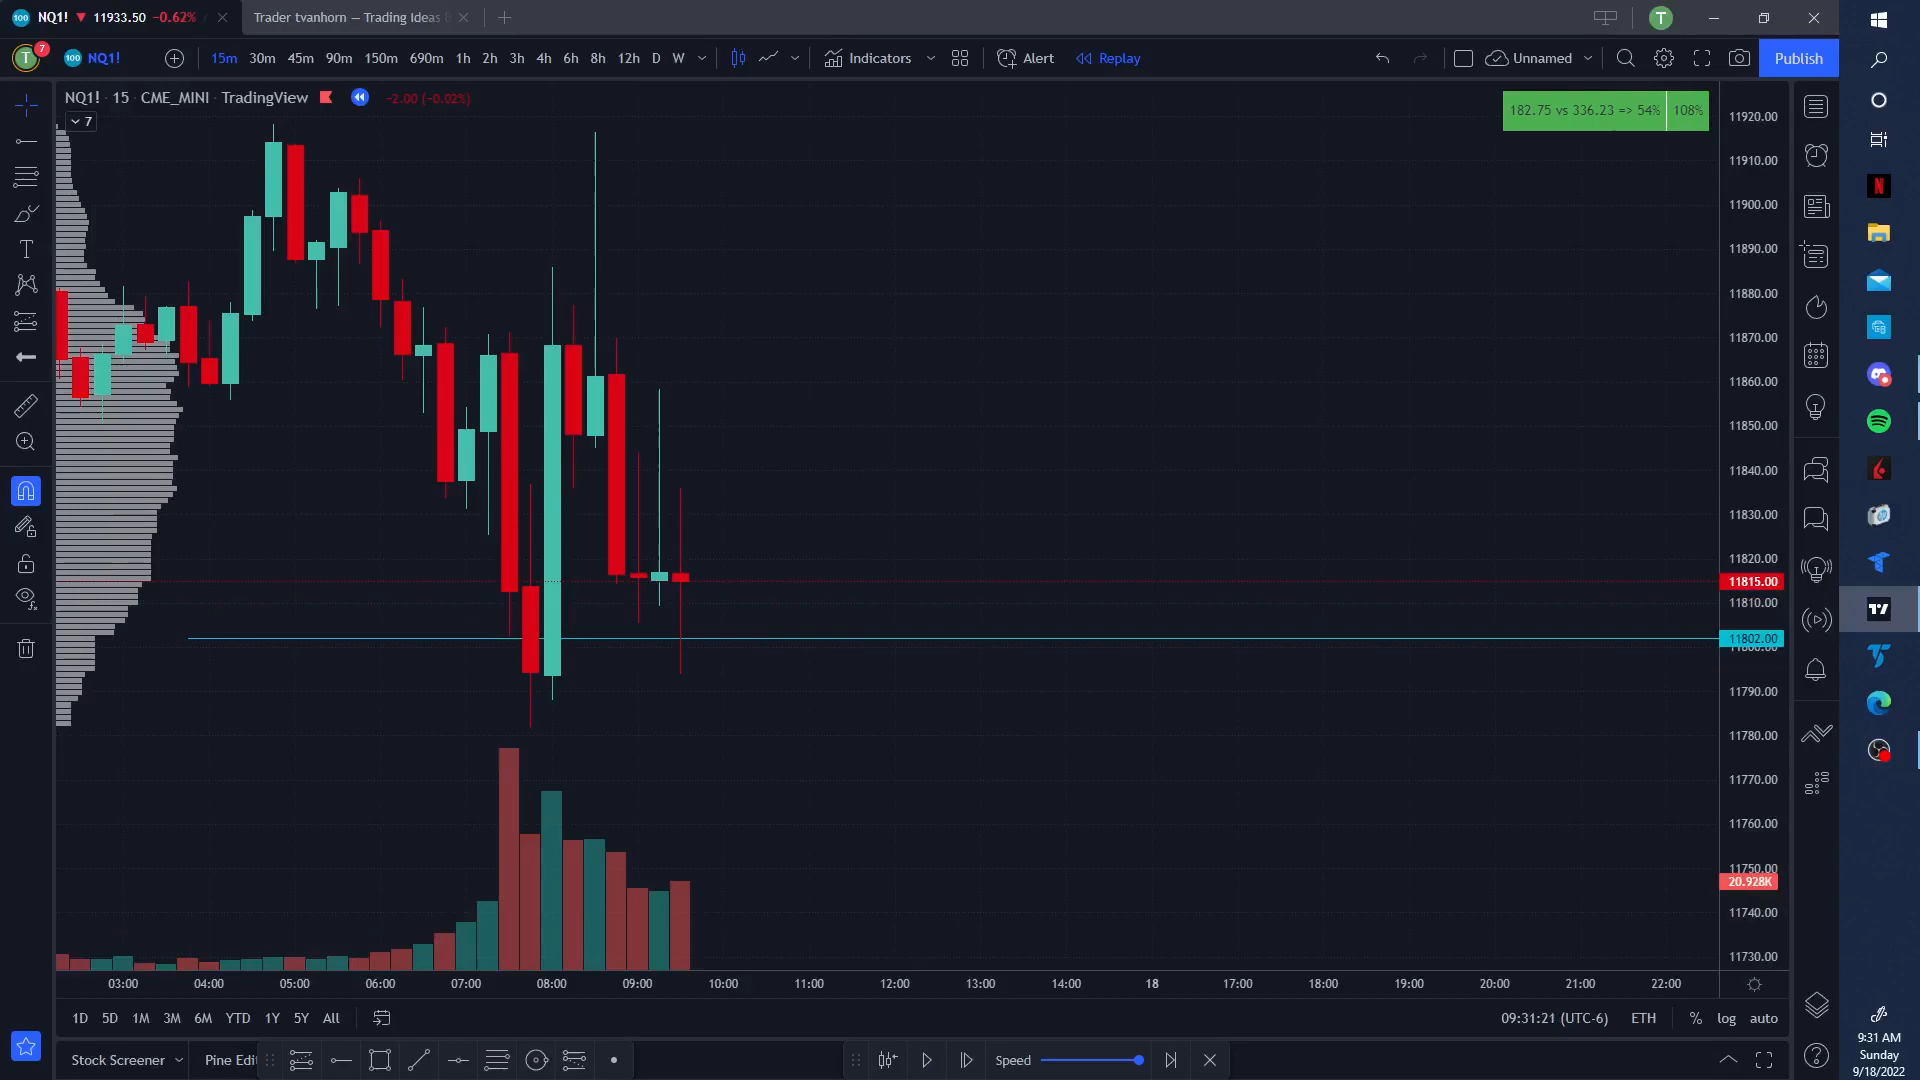 NQ1! ▼ 11933.50 −0.62% /
Trader tvanhorn — Trading Ideas &
T
T 7
100 NQ1!
15m 30m 45m 90m 150m 690m 1h 2h 3h 4h 6h 8h 12h D W
Indicators
Alert
Replay
Unnamed
Publish
NQ1! · 15 · CME_MINI · TradingView
-2.00 (-0.02%)
7
182.75 vs 336.23 => 54% 108%
11920.00
11910.00
11900.00
11890.00
11880.00
11870.00
11860.00
11850.00
11840.00
11830.00
11820.00
11815.00
11810.00
11802.00
11800.00
11790.00
11780.00
11770.00
11760.00
11750.00
20.928K
11740.00
11730.00
03:00 04:00 05:00 06:00 07:00 08:00 09:00 10:00 11:00 12:00 13:00 14:00 18 17:00 18:00 19:00 20:00 21:00 22:00
1D 5D 1M 3M 6M YTD 1Y 5Y All
09:31:21 (UTC-6) ETH % log auto
Stock Screener Pine Edit
Speed
9:31 AM
Sunday
9/18/2022